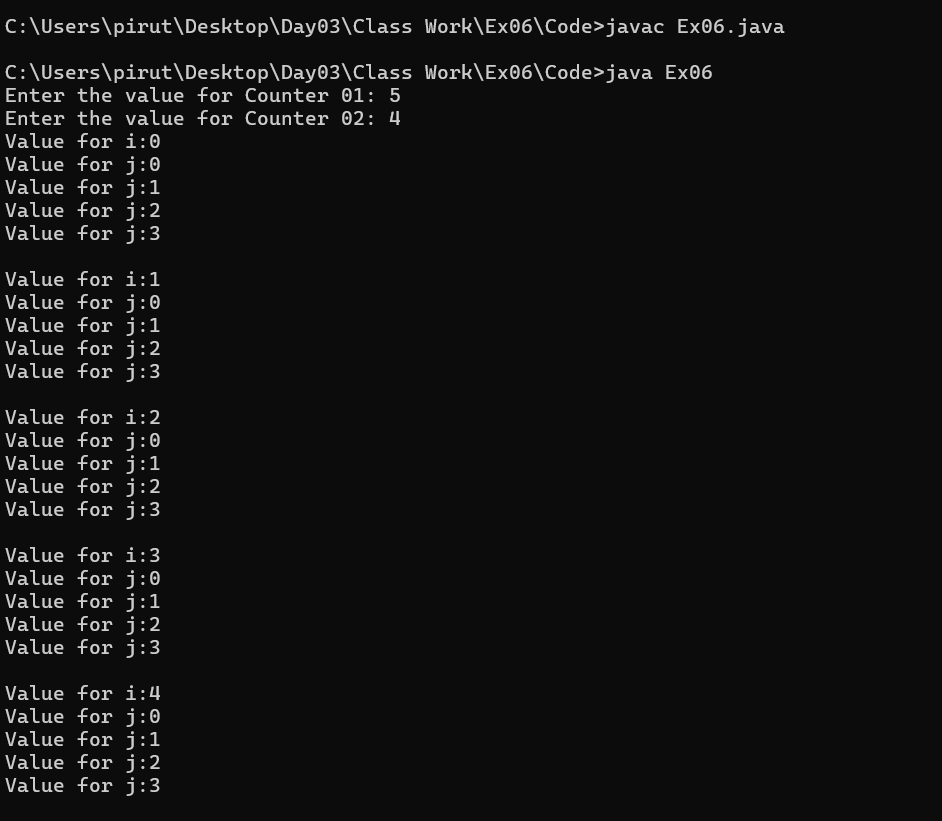 C:\Users\pirut\Desktop\Day03\Class Work\Ex06\Code>javac Ex06.java
C:\Users\pirut\Desktop\Day03\Class Work\Ex06\Code>java Ex06
Enter the value for Counter 01: 5
Enter the value for Counter 02: 4
Value for i:0
Value for j:0
Value for j:1
Value for j:2
Value for j:3
Value for i:1
Value for j:0
Value for j:1
Value for j:2
Value for j:3
Value for i:2
Value for j:0
Value for j:1
Value for j:2
Value for j:3
Value for i:3
Value for j:0
Value for j:1
Value for j:2
Value for j:3
Value for i:4
Value for j:0
Value for j:1
Value for j:2
Value for j:3